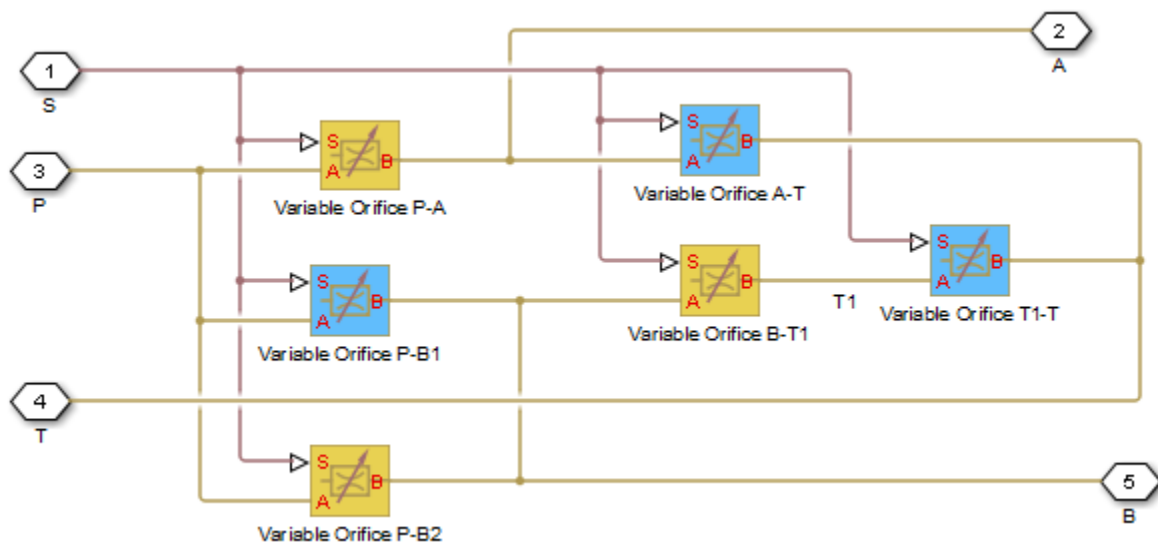 2
A
1
S
S
A
B
Variable Orifice P-A
S
A
B
Variable Orifice A-T
3
P
S
A
B
Variable Orifice P-B1
S
A
B
Variable Orifice B-T1
T1
S
A
B
Variable Orifice T1-T
4
T
S
A
B
Variable Orifice P-B2
5
B